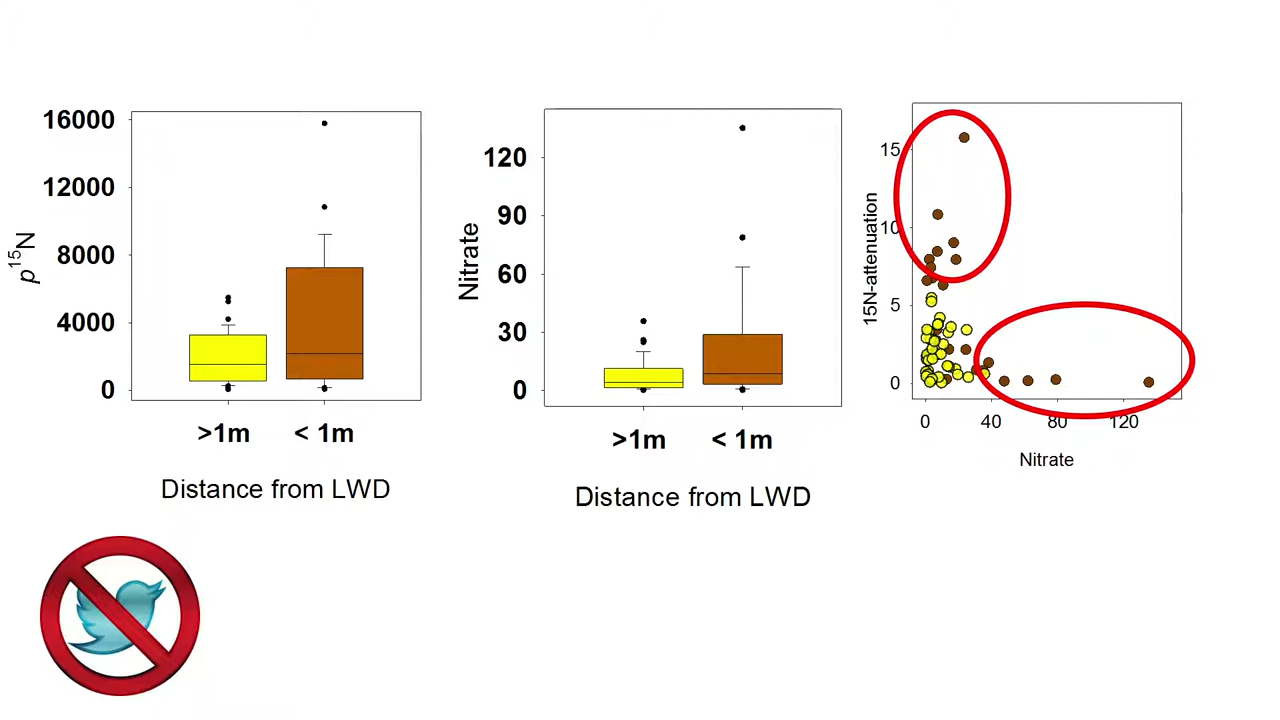 16000
12000
8000
4000
0
p15N
>1m
< 1m
Distance from LWD
120
90
60
30
0
Nitrate
>1m
< 1m
Distance from LWD
15
10
5
0
15N-attenuation
0
40
80
120
Nitrate